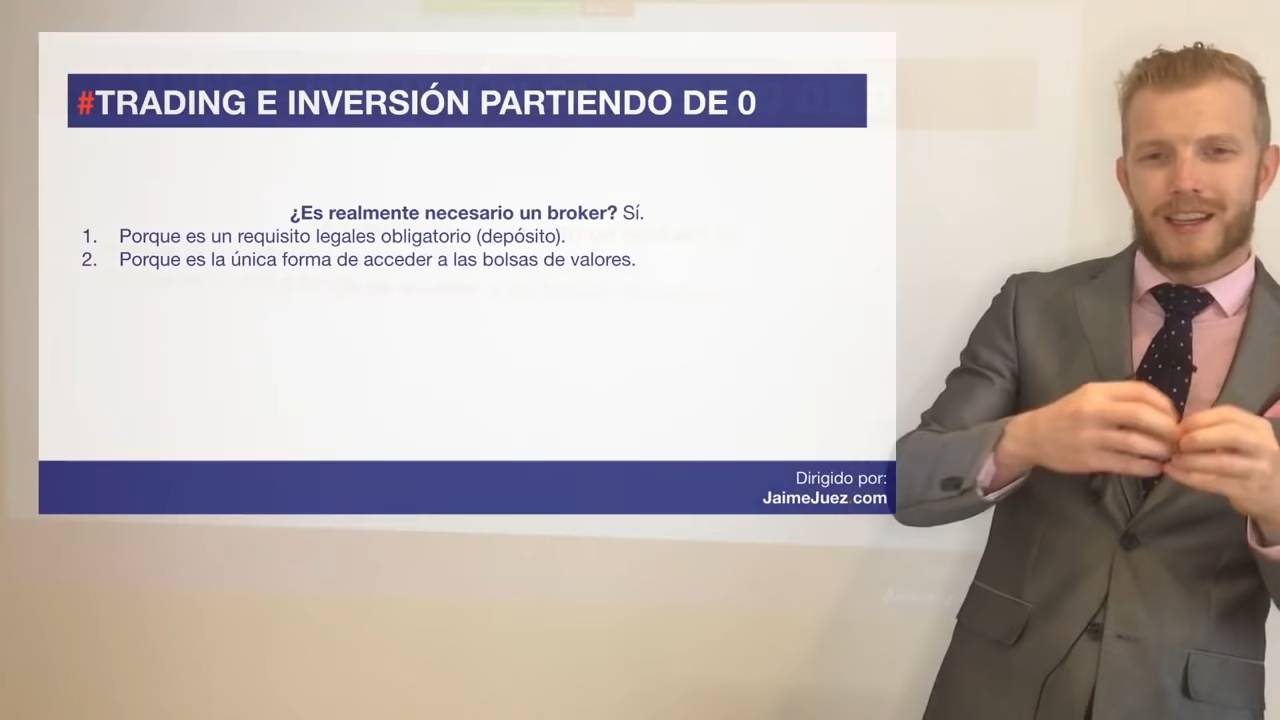 #TRADING E INVERSIÓN PARTIENDO DE 0
¿Es realmente necesario un broker? Sí.
1. Porque es un requisito legales obligatorio (depósito).
2. Porque es la única forma de acceder a las bolsas de valores.
Dirigido por:
JaimeJuez.com